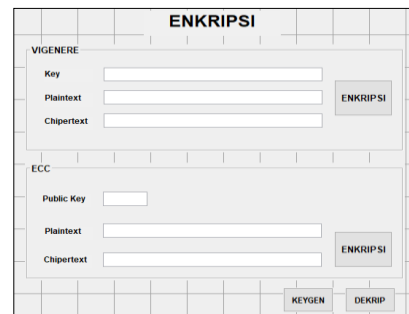 ENKRIPSI
VIGENERE
Key
Plaintext
ENKRIPSI
Chipertext
ECC
Public Key
Plaintext
ENKRIPSI
Chipertext
KEYGEN DEKRIP